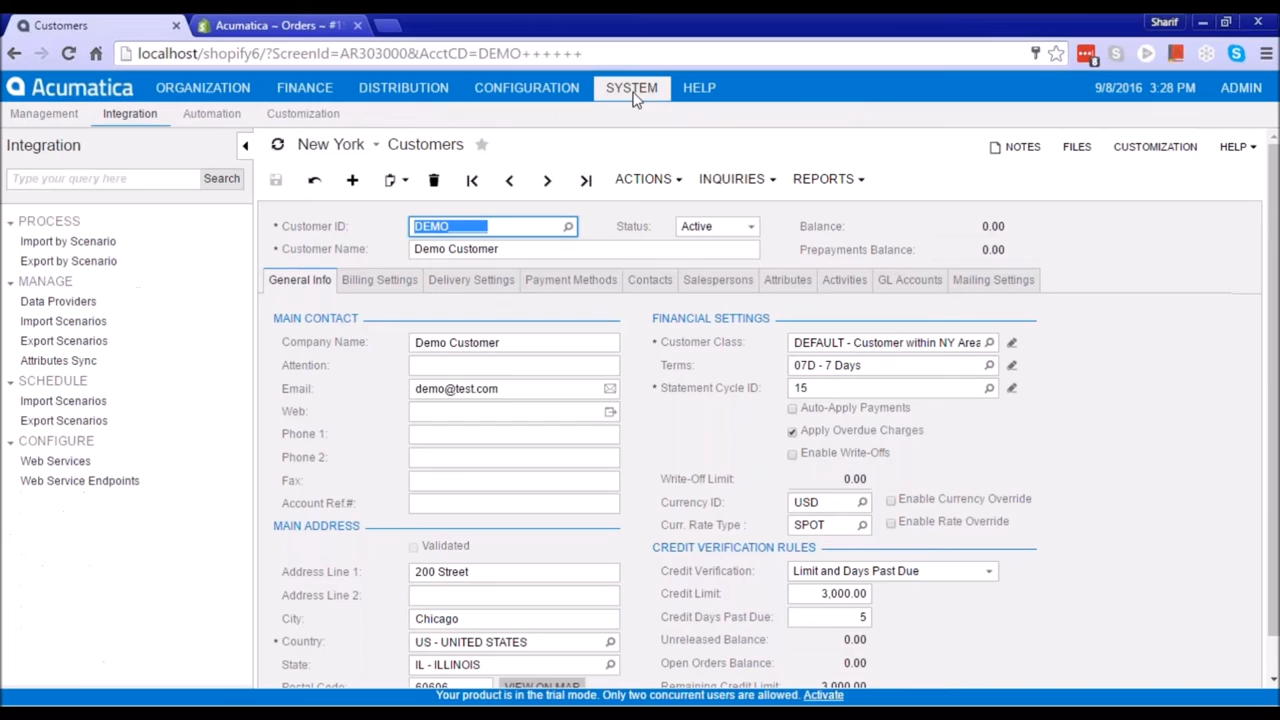 Customers
Acumatica ~ Orders ~ #1
Sharif
localhost/shopify6/?ScreenId=AR303000&AcctCD=DEMO++++++
Acumatica ORGANIZATION FINANCE DISTRIBUTION CONFIGURATION SYSTEM HELP 9/8/2016 3:28 PM ADMIN
Management Integration Automation Customization
Integration
Type your query here Search
PROCESS
Import by Scenario
Export by Scenario
MANAGE
Data Providers
Import Scenarios
Export Scenarios
Attributes Sync
SCHEDULE
Import Scenarios
Export Scenarios
CONFIGURE
Web Services
Web Service Endpoints
New York Customers NOTES FILES CUSTOMIZATION HELP
ACTIONS INQUIRIES REPORTS
* Customer ID: DEMO Status: Active Balance: 0.00
* Customer Name: Demo Customer Prepayments Balance: 0.00
General Info Billing Settings Delivery Settings Payment Methods Contacts Salespersons Attributes Activities GL Accounts Mailing Settings
MAIN CONTACT
Company Name: Demo Customer
Attention:
Email: demo@test.com
Web:
Phone 1:
Phone 2:
Fax:
Account Ref.#:
MAIN ADDRESS
Validated
Address Line 1: 200 Street
Address Line 2:
City: Chicago
* Country: US - UNITED STATES
State: IL - ILLINOIS
Postal Code: 60606 VIEW ON MAP
FINANCIAL SETTINGS
* Customer Class: DEFAULT - Customer within NY Area
Terms: 07D - 7 Days
* Statement Cycle ID: 15
Auto-Apply Payments
Apply Overdue Charges
Enable Write-Offs
Write-Off Limit: 0.00
Currency ID: USD Enable Currency Override
Curr. Rate Type : SPOT Enable Rate Override
CREDIT VERIFICATION RULES
Credit Verification: Limit and Days Past Due
Credit Limit: 3,000.00
Credit Days Past Due: 5
Unreleased Balance: 0.00
Open Orders Balance: 0.00
Remaining Credit Limit: 3,000.00
Your product is in the trial mode. Only two concurrent users are allowed. Activate